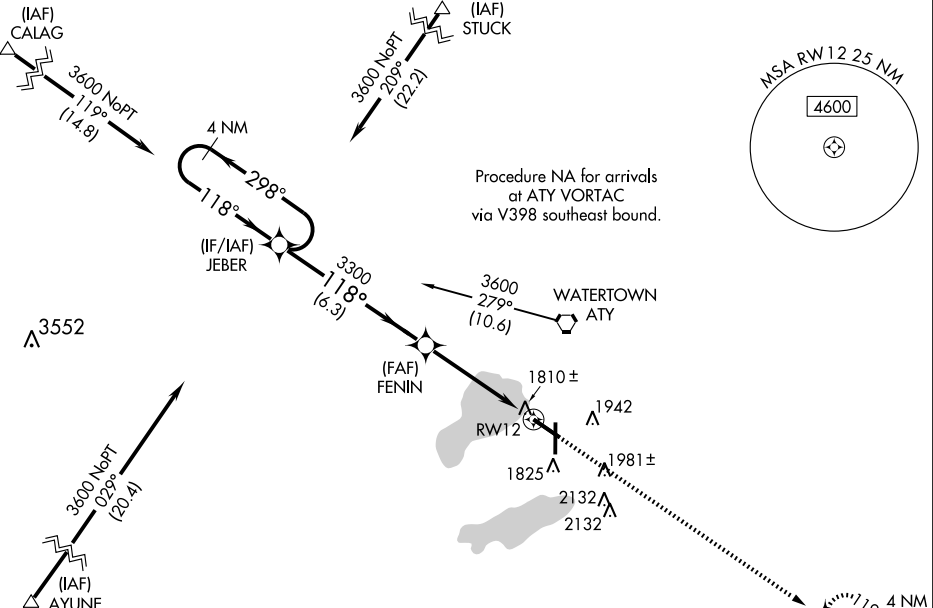 (IAF)
CALAG
3600 NoPT
119°
(14.8)
(IAF)
STUCK
3600 NoPT
209°
(22.2)
MSA RW12 25 NM
4600
4 NM
298°
118°
(IF/IAF)
JEBER
Procedure NA for arrivals
at ATY VORTAC
via V398 southeast bound.
3300
118°
(6.3)
3600
279°
(10.6)
WATERTOWN
ATY
3552
(FAF)
FENIN
1810 ±
1942
RW12
1825
1981 ±
2132
2132
3600 NoPT
029°
(20.4)
(IAF)
4 NM